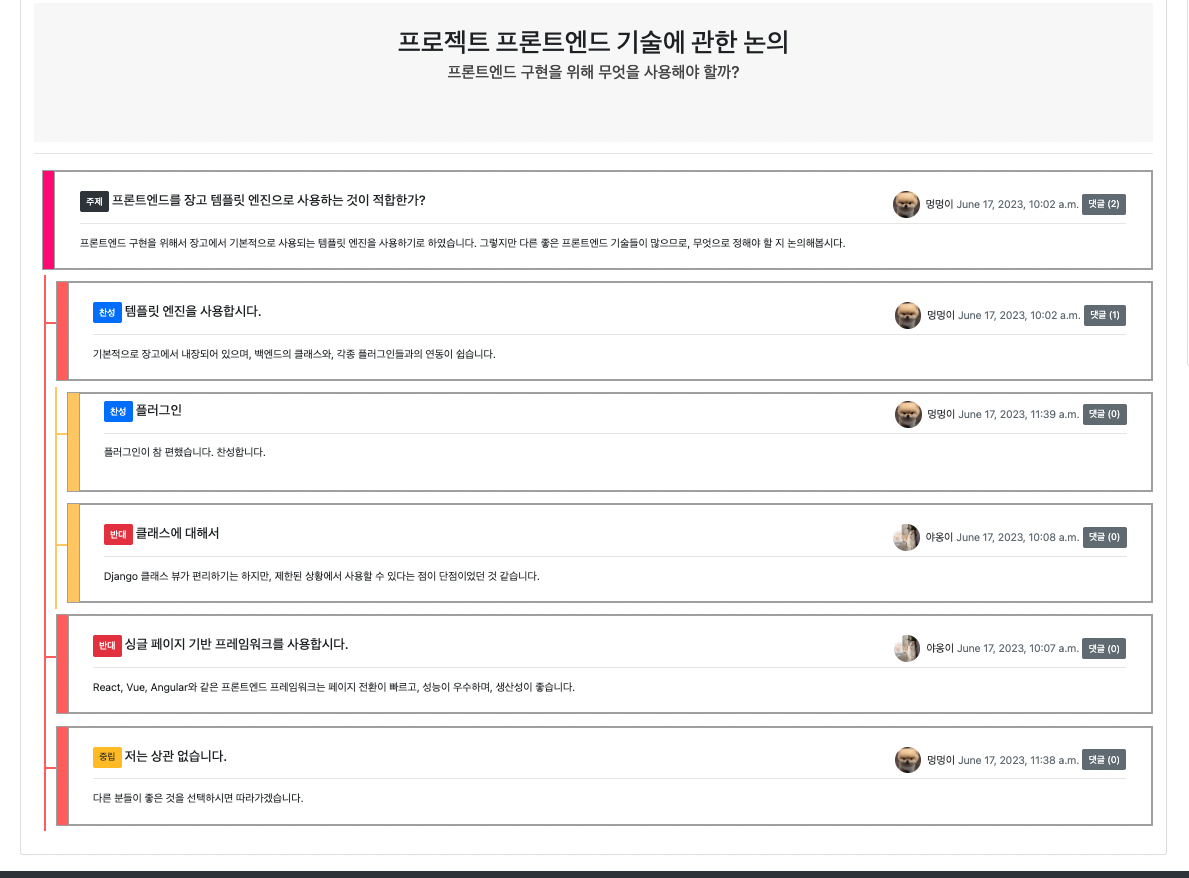 프로젝트 프론트엔드 기술에 관한 논의
프론트엔드 구현을 위해 무엇을 사용해야 할까?
주제 프론트엔드를 장고 템플릿 엔진으로 사용하는 것이 적합한가? 멍멍이 June 17, 2023, 10:02 a.m. 댓글 (2)
프론트엔드 구현을 위해서 장고에서 기본적으로 사용되는 템플릿 엔진을 사용하기로 하였습니다. 그렇지만 다른 좋은 프론트엔드 기술들이 많으므로, 무엇으로 정해야 할 지 논의해봅시다.
찬성 템플릿 엔진을 사용합시다. 멍멍이 June 17, 2023, 10:02 a.m. 댓글 (1)
기본적으로 장고에서 내장되어 있으며, 백엔드의 클래스와, 각종 플러그인들과의 연동이 쉽습니다.
찬성 플러그인 멍멍이 June 17, 2023, 11:39 a.m. 댓글 (0)
플러그인이 참 편했습니다. 찬성합니다.
반대 클래스에 대해서 야옹이 June 17, 2023, 10:08 a.m. 댓글 (0)
Django 클래스 뷰가 편리하기는 하지만, 제한된 상황에서 사용할 수 있다는 점이 단점이었던 것 같습니다.
반대 싱글 페이지 기반 프레임워크를 사용합시다. 야옹이 June 17, 2023, 10:07 a.m. 댓글 (0)
React, Vue, Angular와 같은 프론트엔드 프레임워크는 페이지 전환이 빠르고, 성능이 우수하며, 생산성이 좋습니다.
중립 저는 상관 없습니다. 멍멍이 June 17, 2023, 11:38 a.m. 댓글 (0)
다른 분들이 좋은 것을 선택하시면 따라가겠습니다.